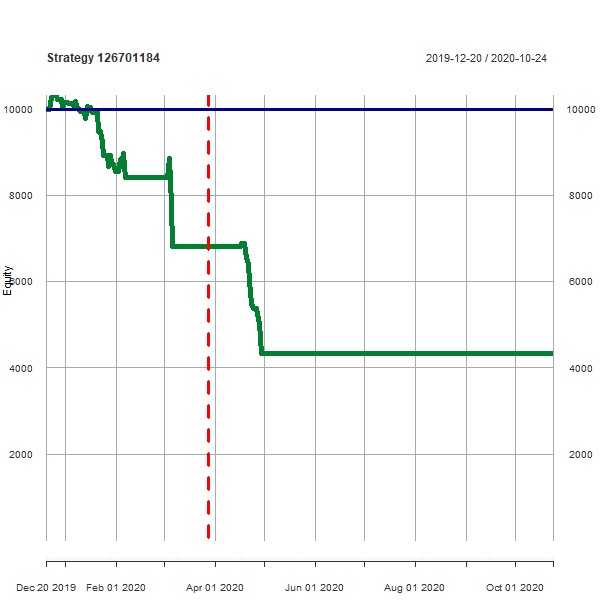 Strategy 126701184
2019-12-20 / 2020-10-24
10000
10000
8000
8000
6000
6000
Equity
4000
4000
2000
2000
Dec 20 2019
Feb 01 2020
Apr 01 2020
Jun 01 2020
Aug 01 2020
Oct 01 2020